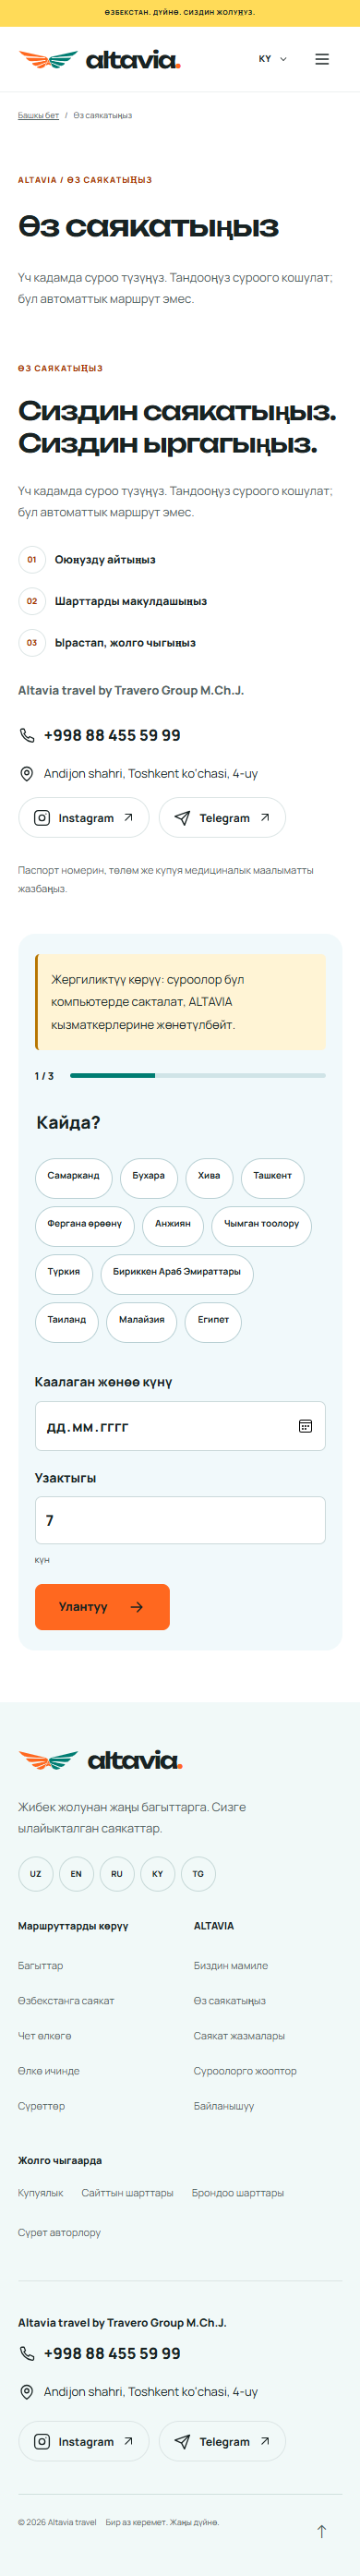 ӨЗБЕКСТАН. ДҮЙНӨ. СИЗДИН ЖОЛУҢУЗ.
altavia.
KY
Башкы бет / Өз саякатыңыз
ALTAVIA / ӨЗ САЯКАТЫҢЫЗ
Өз саякатыңыз
Үч кадамда суроо түзүңүз. Тандооңуз суроого кошулат;
бул автоматтык маршрут эмес.
ӨЗ САЯКАТЫҢЫЗ
Сиздин саякатыңыз.
Сиздин ыргагыңыз.
Үч кадамда суроо түзүңүз. Тандооңуз суроого кошулат;
бул автоматтык маршрут эмес.
01 Оюңузду айтыңыз
02 Шарттарды макулдашыңыз
03 Ырастап, жолго чыгыңыз
Altavia travel by Travero Group M.Ch.J.
+998 88 455 59 99
Andijon shahri, Toshkent ko‘chasi, 4-uy
Instagram Telegram
Паспорт номерин, төлөм же купуя медициналык маалыматты
жазбаңыз.
Жергиликтүү көрүү: суроолор бул
компьютерде сакталат, ALTAVIA
кызматкерлерине жөнөтүлбөйт.
1 / 3
Кайда?
Самарканд Бухара Хива Ташкент
Фергана өрөөнү Анжиян Чымган тоолору
Түркия Бириккен Араб Эмираттары
Таиланд Малайзия Египет
Каалаган жөнөө күнү
ДД.ММ.ГГГГ
Узактыгы
7
күн
Улантуу
altavia.
Жибек жолунан жаңы багыттарга. Сизге
ылайыкталган саякаттар.
UZ EN RU KY TG
Маршруттарды көрүү ALTAVIA
Багыттар Биздин мамиле
Өзбекстанга саякат Өз саякатыңыз
Чет өлкөгө Саякат жазмалары
Өлкө ичинде Суроолорго жооптор
Сүрөттөр Байланышуу
Жолго чыгаарда
Купуялык Сайттын шарттары Брондоо шарттары
Сүрөт авторлору
Altavia travel by Travero Group M.Ch.J.
+998 88 455 59 99
Andijon shahri, Toshkent ko‘chasi, 4-uy
Instagram Telegram
© 2026 Altavia travel Бир аз керемет. Жаңы дүйнө.